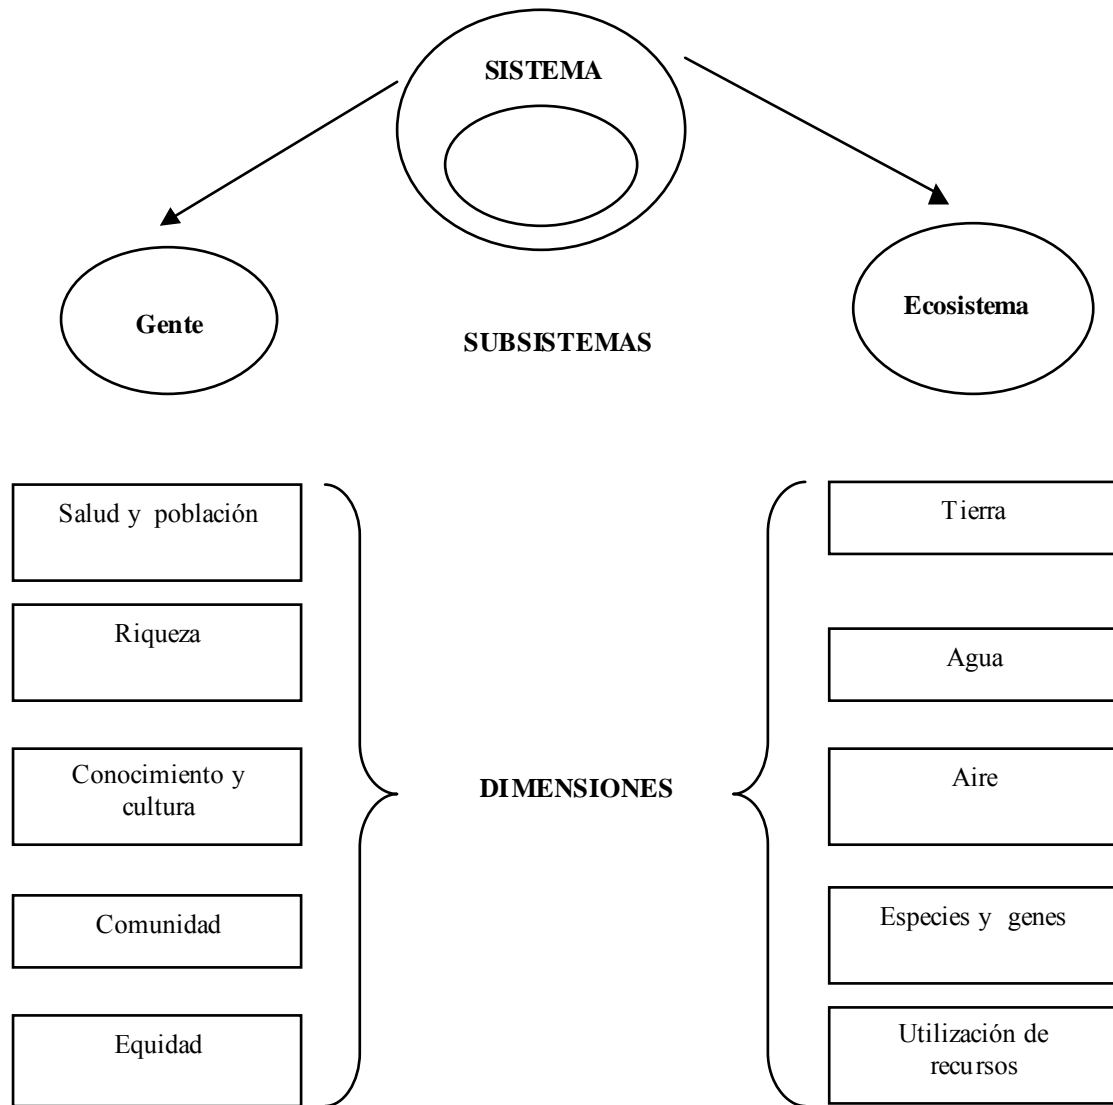 SISTEMA
Gente
SUBSISTEMAS
Ecosistema
Salud y población
Riqueza
Conocimiento y
cultura
Comunidad
Equidad
DIMENSIONES
Tierra
Agua
Aire
Especies y genes
Utilización de
recursos